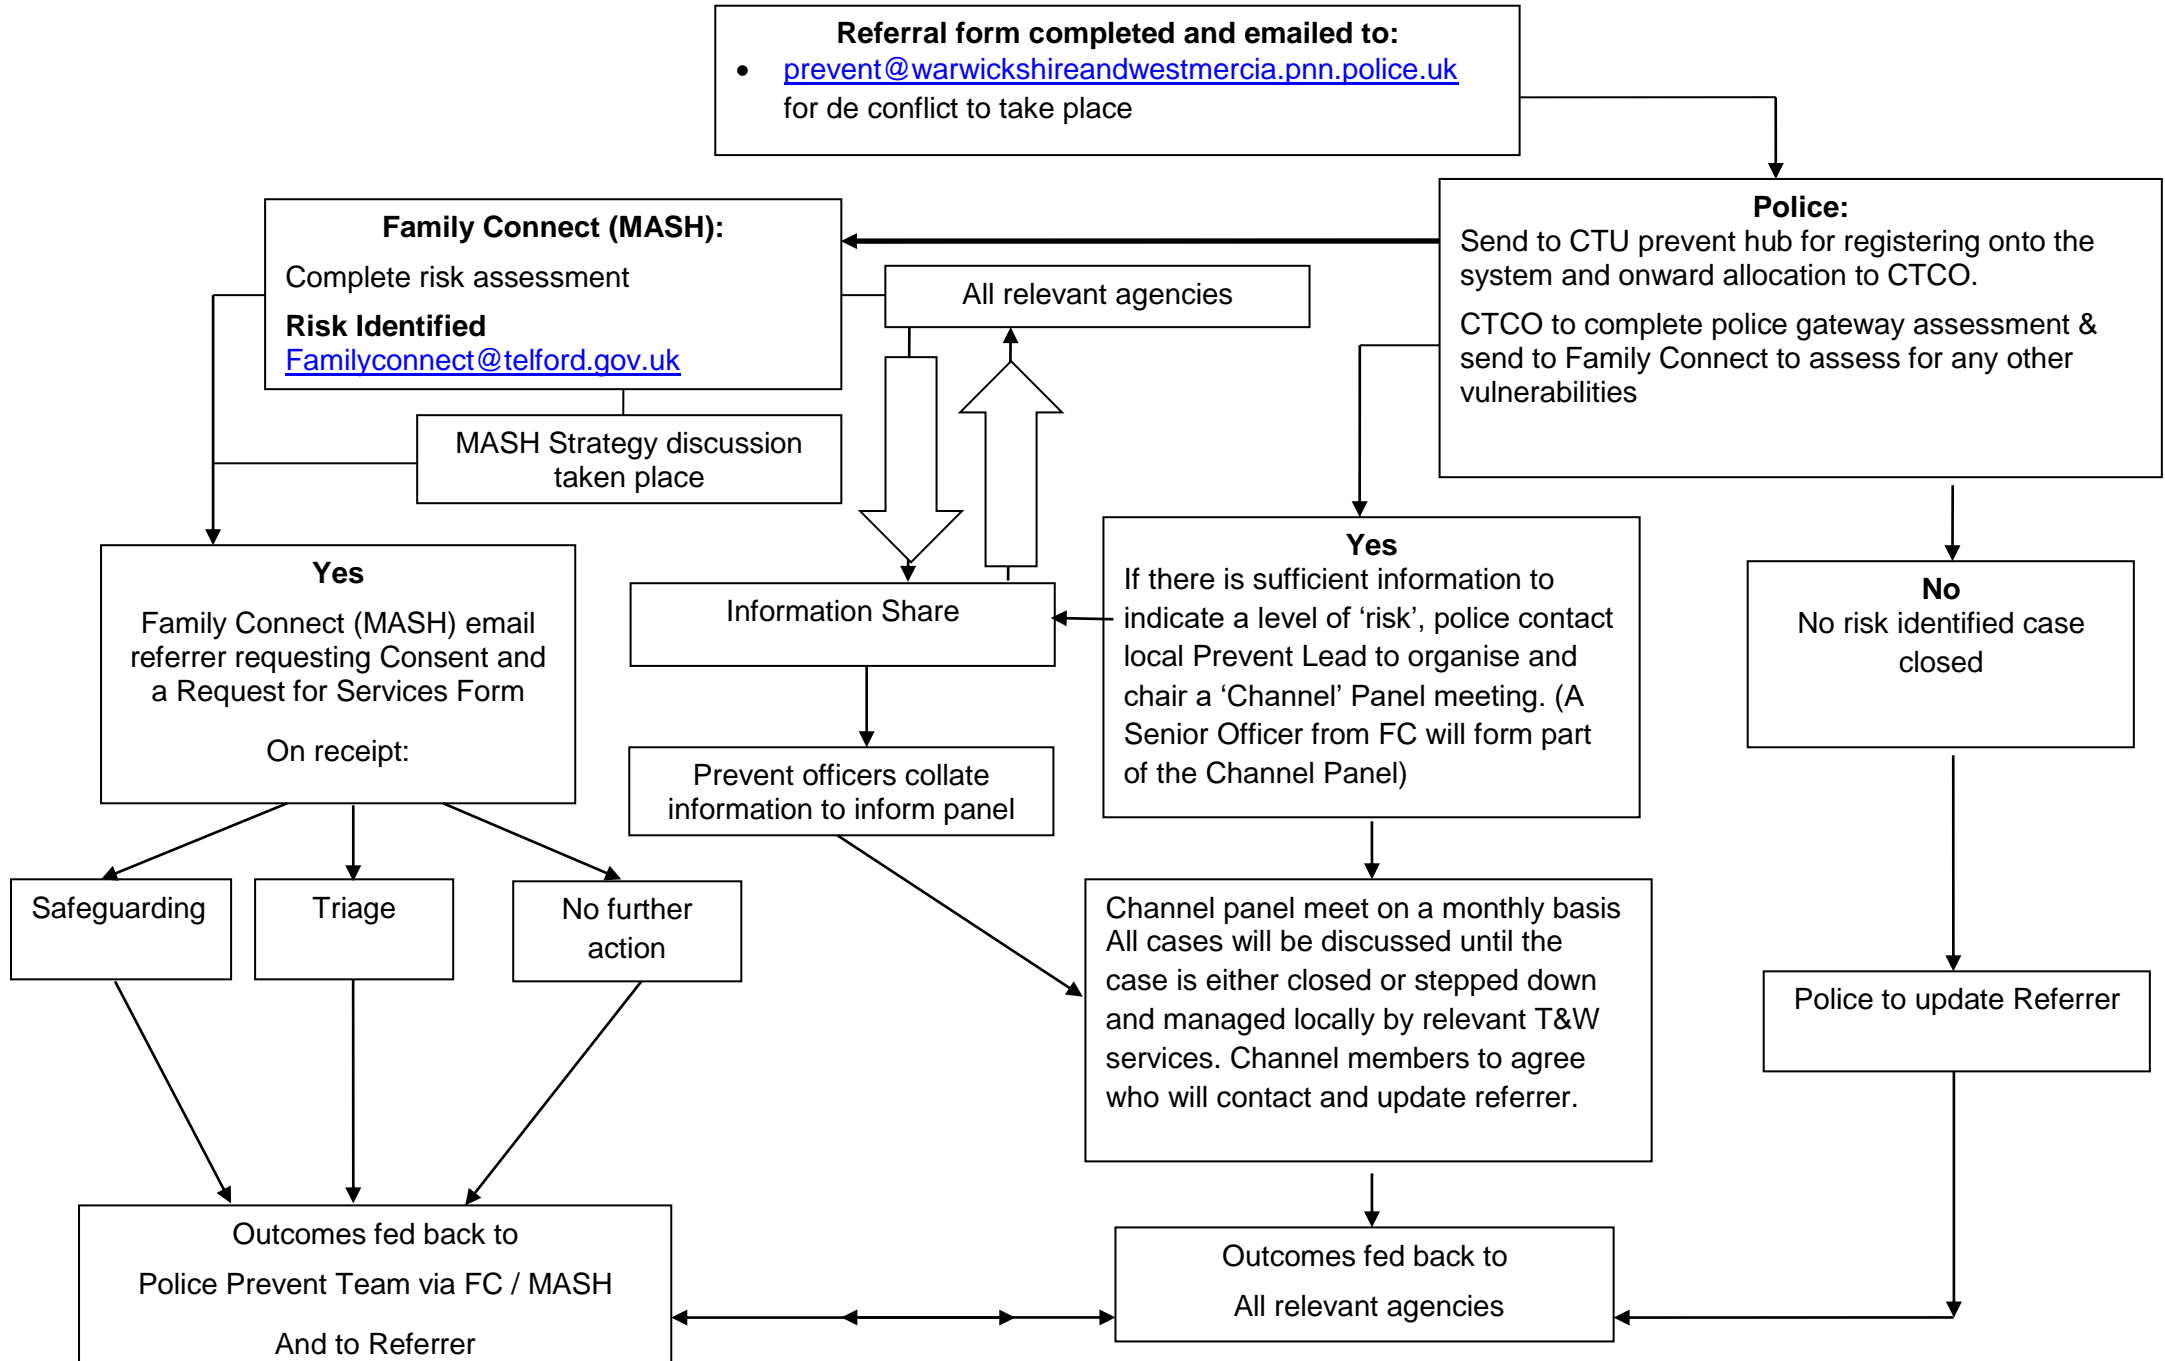 Referral form completed and emailed to:
• prevent@warwickshireandwestmercia.pnn.police.uk
for de conflict to take place
Police:
Send to CTU prevent hub for registering onto the
system and onward allocation to CTCO.
CTCO to complete police gateway assessment &
send to Family Connect to assess for any other
vulnerabilities
Family Connect (MASH):
Complete risk assessment
Risk Identified
Familyconnect@telford.gov.uk
All relevant agencies
MASH Strategy discussion
taken place
Yes
Family Connect (MASH) email
referrer requesting Consent and
a Request for Services Form
On receipt:
Information Share
Yes
If there is sufficient information to
indicate a level of ‘risk’, police contact
local Prevent Lead to organise and
chair a ‘Channel’ Panel meeting. (A
Senior Officer from FC will form part
of the Channel Panel)
No
No risk identified case
closed
Prevent officers collate
information to inform panel
Safeguarding
Triage
No further
action
Channel panel meet on a monthly basis
All cases will be discussed until the
case is either closed or stepped down
and managed locally by relevant T&W
services. Channel members to agree
who will contact and update referrer.
Police to update Referrer
Outcomes fed back to
Police Prevent Team via FC / MASH
And to Referrer
Outcomes fed back to
All relevant agencies